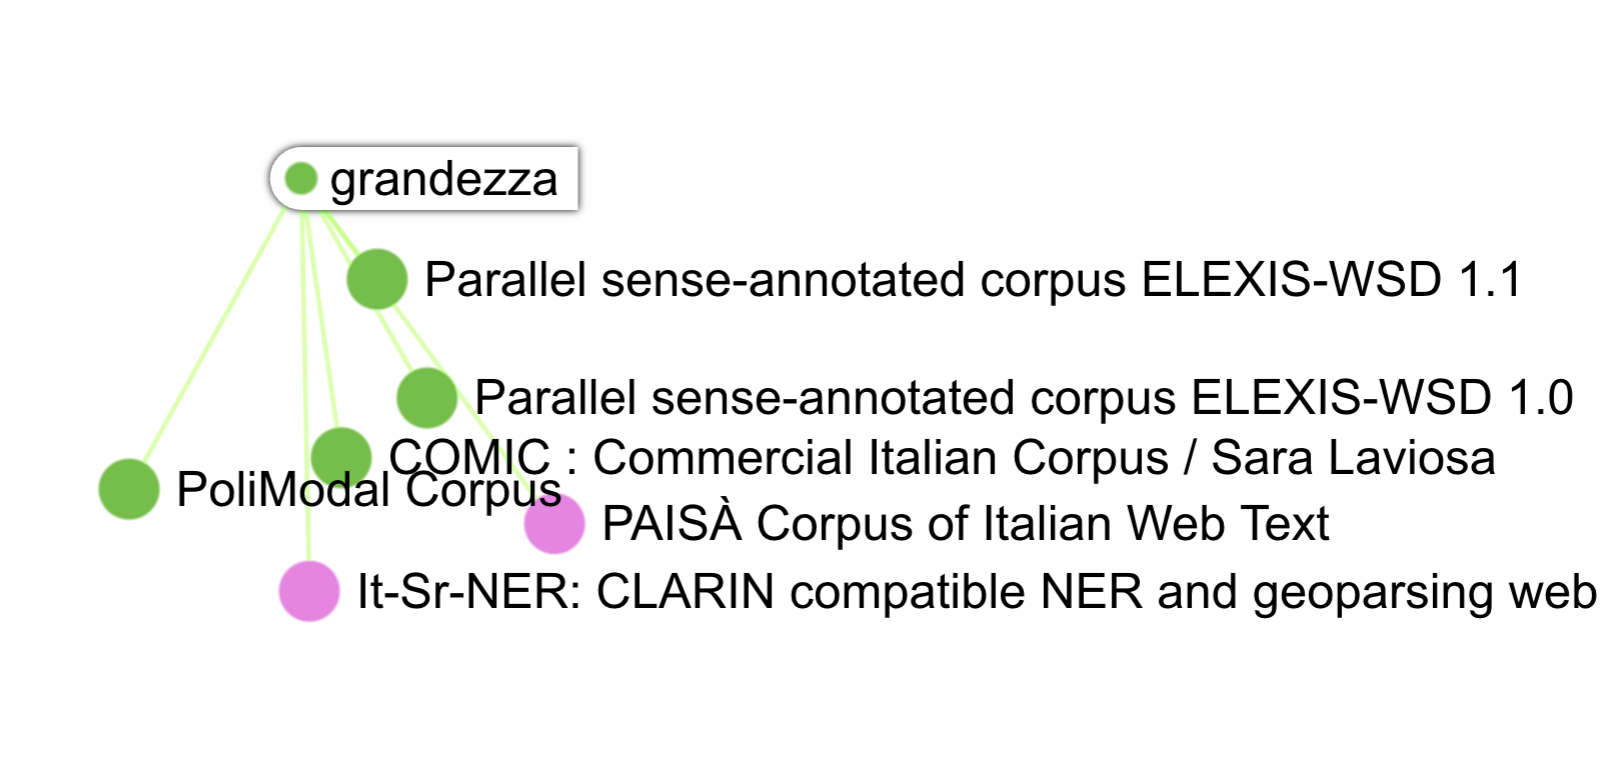 grandezza
Parallel sense-annotated corpus ELEXIS-WSD 1.1
Parallel sense-annotated corpus ELEXIS-WSD 1.0
COMIC : Commercial Italian Corpus / Sara Laviosa
PoliModal Corpus
PAISÀ Corpus of Italian Web Text
It-Sr-NER: CLARIN compatible NER and geoparsing web